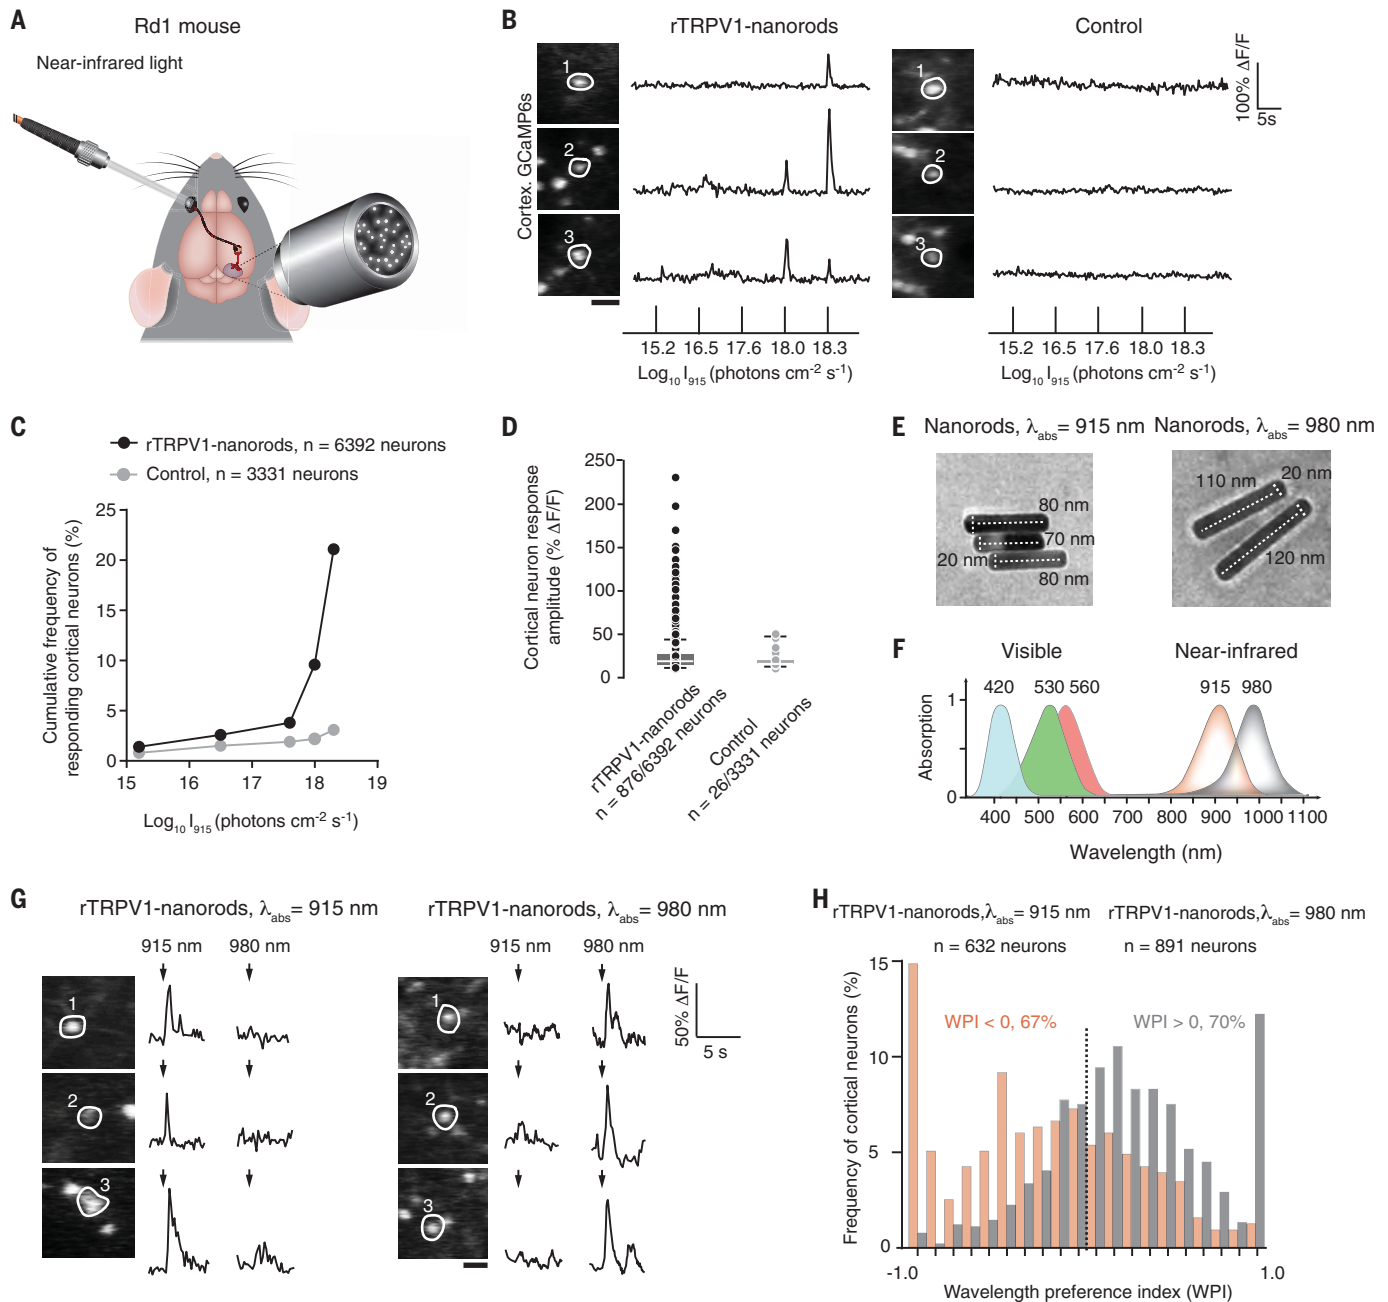 A
Rd1 mouse
Near-infrared light
B
rTRPV1-nanorods
Control
Cortex. GCaMP6s
1
2
3
1
2
3
100% ΔF/F
5s
15.2 16.5 17.6 18.0 18.3
Log10 I915 (photons cm-2 s-1)
15.2 16.5 17.6 18.0 18.3
Log10 I915 (photons cm-2 s-1)
C
rTRPV1-nanorods, n = 6392 neurons
Control, n = 3331 neurons
Cumulative frequency of
responding cortical neurons (%)
25
20
15
10
5
0
15 16 17 18 19
Log10 I915 (photons cm-2 s-1)
D
Cortical neuron response
amplitude (% ΔF/F)
250
200
150
100
50
0
rTRPV1-nanorods
n = 876/6392 neurons
Control
n = 26/3331 neurons
E
Nanorods, λabs= 915 nm
Nanorods, λabs= 980 nm
80 nm
70 nm
20 nm
80 nm
110 nm
20 nm
120 nm
F
Visible
Near-infrared
420 530 560 915 980
Absorption
1
0
400 500 600 700 800 900 1000 1100
Wavelength (nm)
G
rTRPV1-nanorods, λabs= 915 nm
915 nm 980 nm
1
2
3
rTRPV1-nanorods, λabs= 980 nm
915 nm 980 nm
1
2
3
50% ΔF/F
5 s
H
rTRPV1-nanorods,λabs= 915 nm
n = 632 neurons
rTRPV1-nanorods,λabs= 980 nm
n = 891 neurons
WPI < 0, 67%
WPI > 0, 70%
Frequency of cortical neurons (%)
15
10
5
0
-1.0 1.0
Wavelength preference index (WPI)